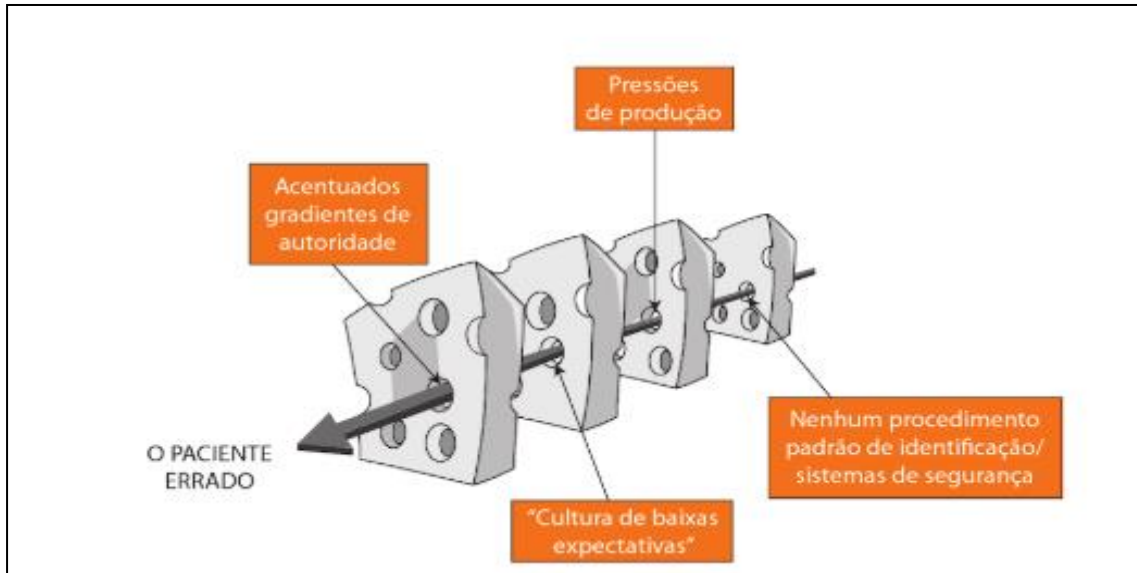 Pressões
de produção
Acentuados
gradientes de
autoridade
O PACIENTE
ERRADO
Nenhum procedimento
padrão de identificação/
sistemas de segurança
“Cultura de baixas
expectativas”